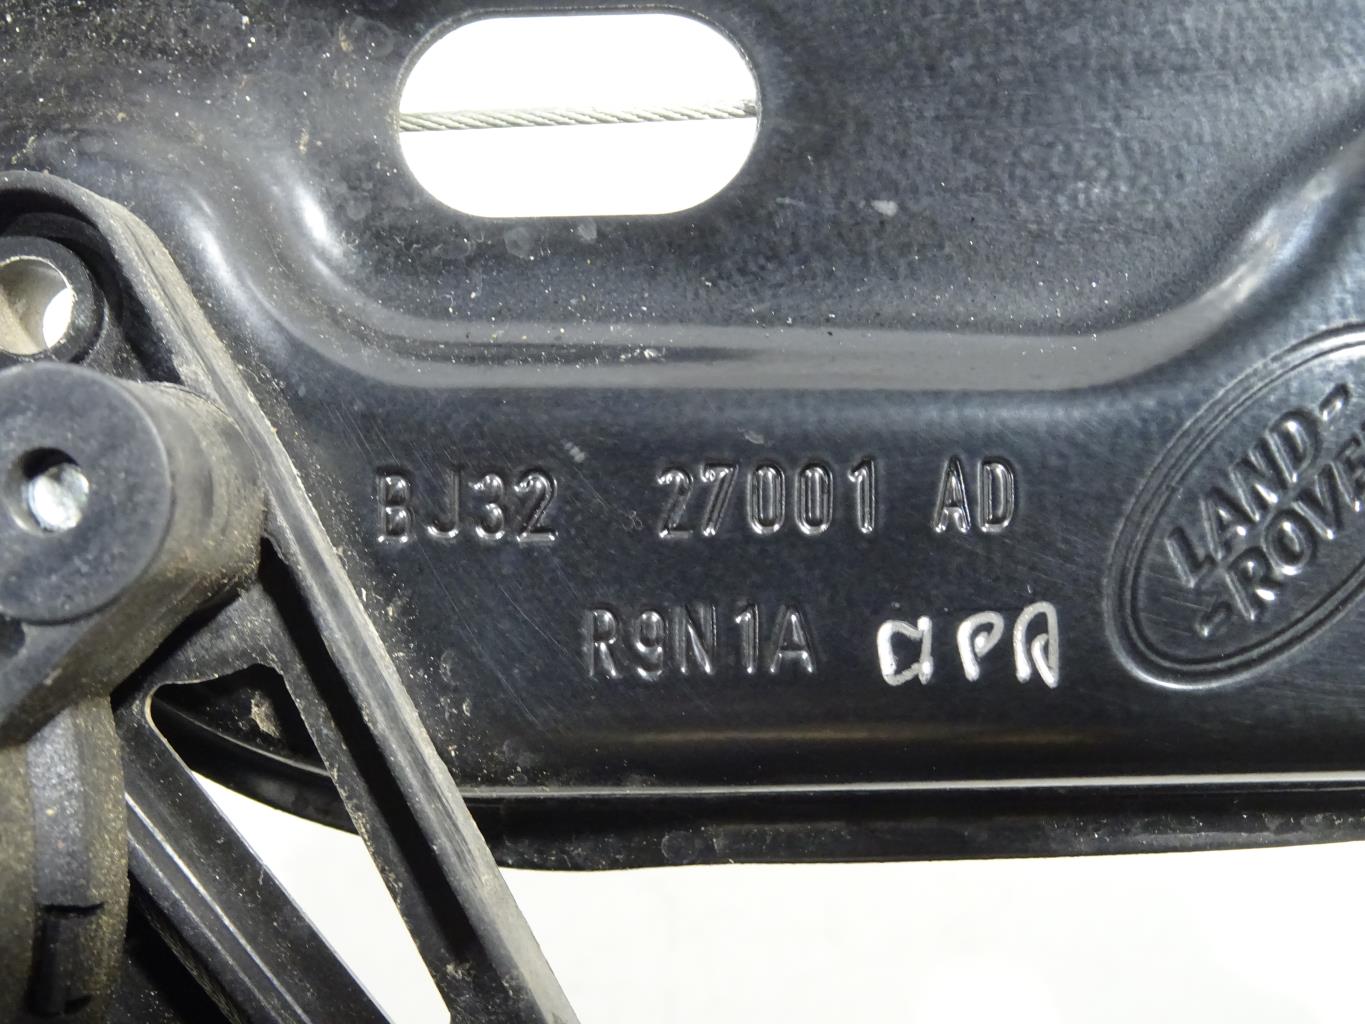 BJ32 27001 AD
R9N1A
LAND-
-ROVER